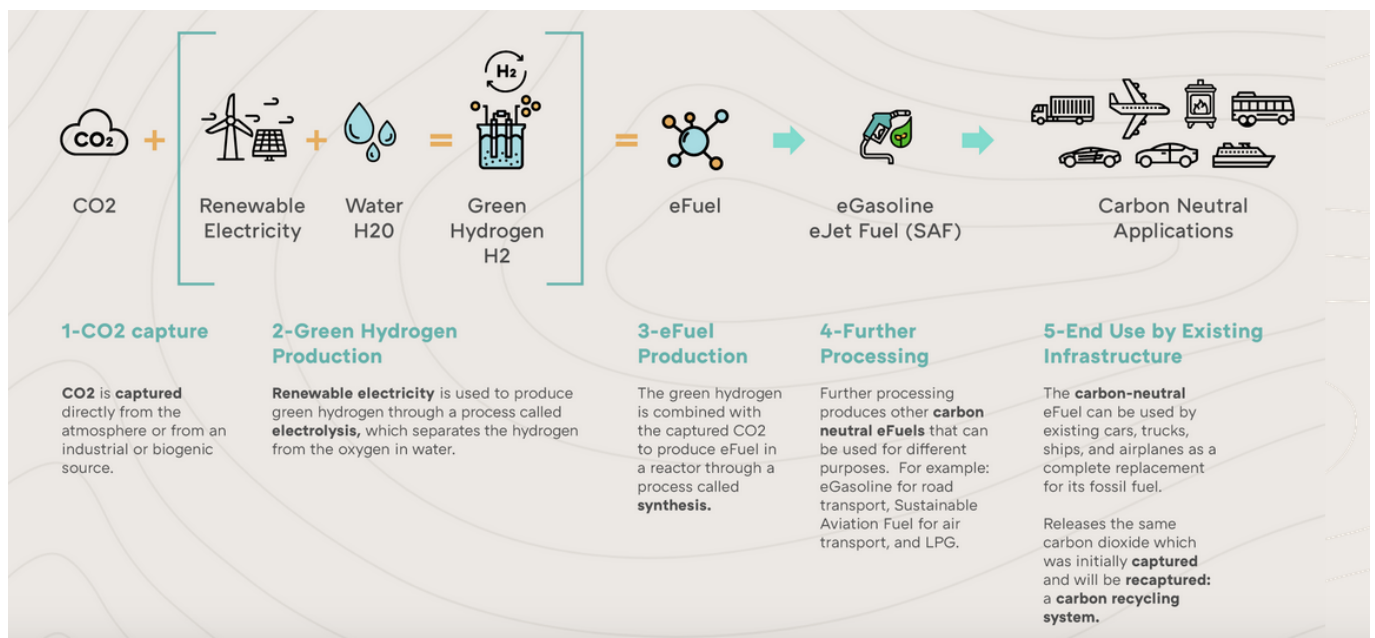 CO2
H2
CO2
Renewable
Electricity
Water
H20
Green
Hydrogen
H2
eFuel
eGasoline
eJet Fuel (SAF)
Carbon Neutral
Applications
1-CO2 capture
CO2 is captured
directly from the
atmosphere or from an
industrial or biogenic
source.
2-Green Hydrogen
Production
Renewable electricity is used to produce
green hydrogen through a process called
electrolysis, which separates the hydrogen
from the oxygen in water.
3-eFuel
Production
The green hydrogen
is combined with
the captured CO2
to produce eFuel in
a reactor through a
process called
synthesis.
4-Further
Processing
Further processing
produces other carbon
neutral eFuels that can
be used for different
purposes. For example:
eGasoline for road
transport, Sustainable
Aviation Fuel for air
transport, and LPG.
5-End Use by Existing
Infrastructure
The carbon-neutral
eFuel can be used by
existing cars, trucks,
ships, and airplanes as a
complete replacement
for its fossil fuel.
Releases the same
carbon dioxide which
was initially captured
and will be recaptured:
a carbon recycling
system.